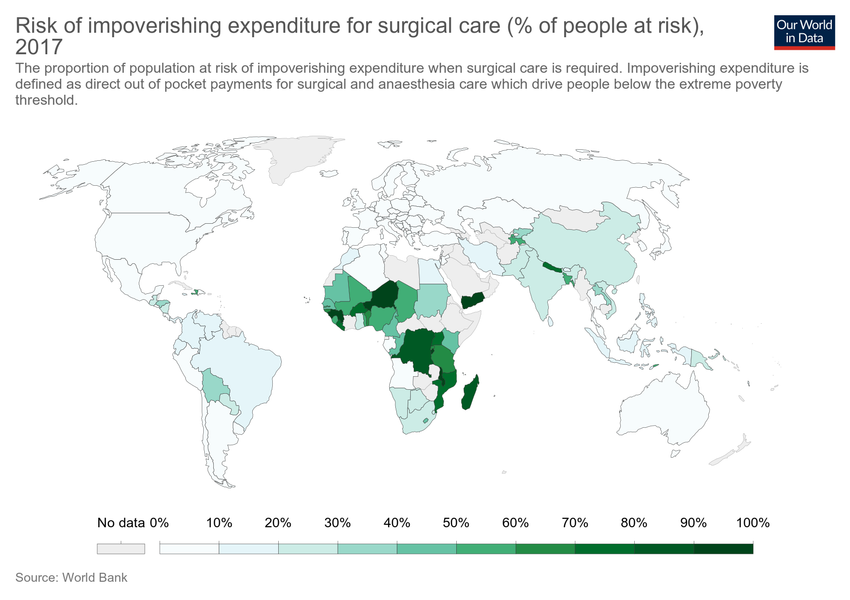 Risk of impoverishing expenditure for surgical care (% of people at risk),
2017
Our World
in Data
The proportion of population at risk of impoverishing expenditure when surgical care is required. Impoverishing expenditure is
defined as direct out of pocket payments for surgical and anaesthesia care which drive people below the extreme poverty
threshold.
No data 0% 10% 20% 30% 40% 50% 60% 70% 80% 90% 100%
Source: World Bank